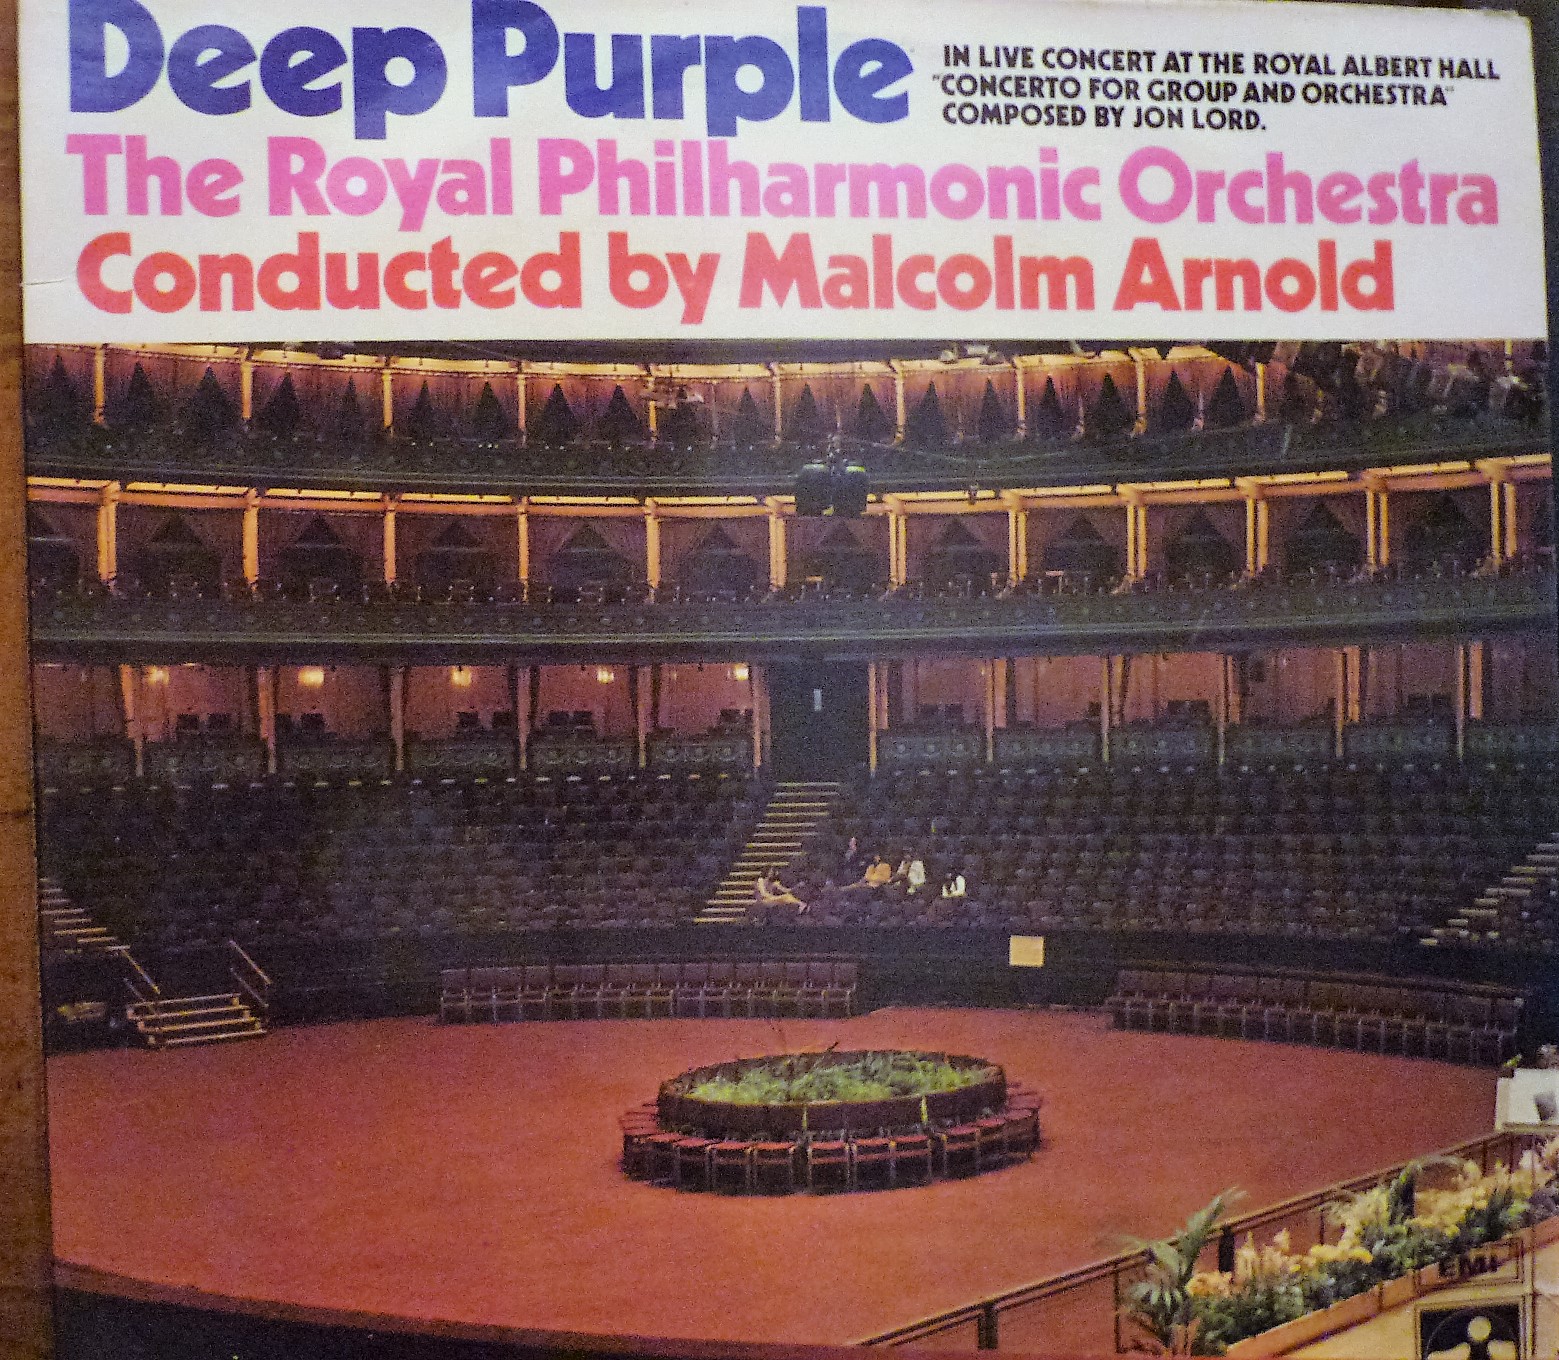 Deep Purple
IN LIVE CONCERT AT THE ROYAL ALBERT HALL
"CONCERTO FOR GROUP AND ORCHESTRA"
COMPOSED BY JON LORD.
The Royal Philharmonic Orchestra
Conducted by Malcolm Arnold
EMI